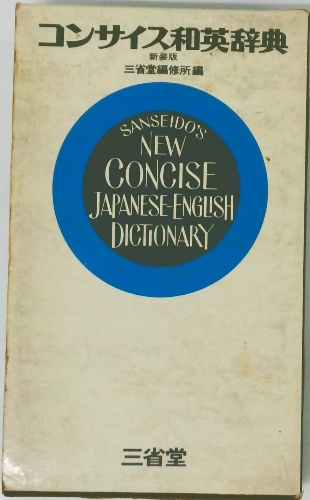 コンサイス和英辞典
新装版
三省堂編修所編
SANSEIDO'S
NEW
CONCISE
JAPANESE-ENGLISH
DICTIONARY
三省堂